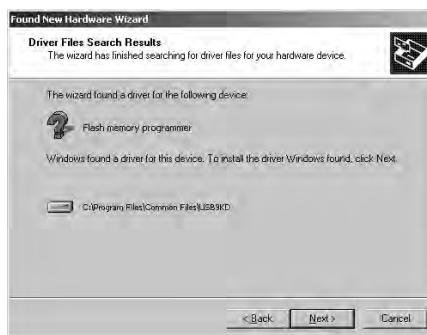 Found New Hardware Wizard
Driver Files Search Results
The wizard has finished searching for driver files for your hardware device.
The wizard found a driver for the following device:
Flash memory programmer
Windows found a driver for this device. To install the driver Windows found, click Next.
C:\Program Files\Common Files\USB9KD
< Back
Next >
Cancel